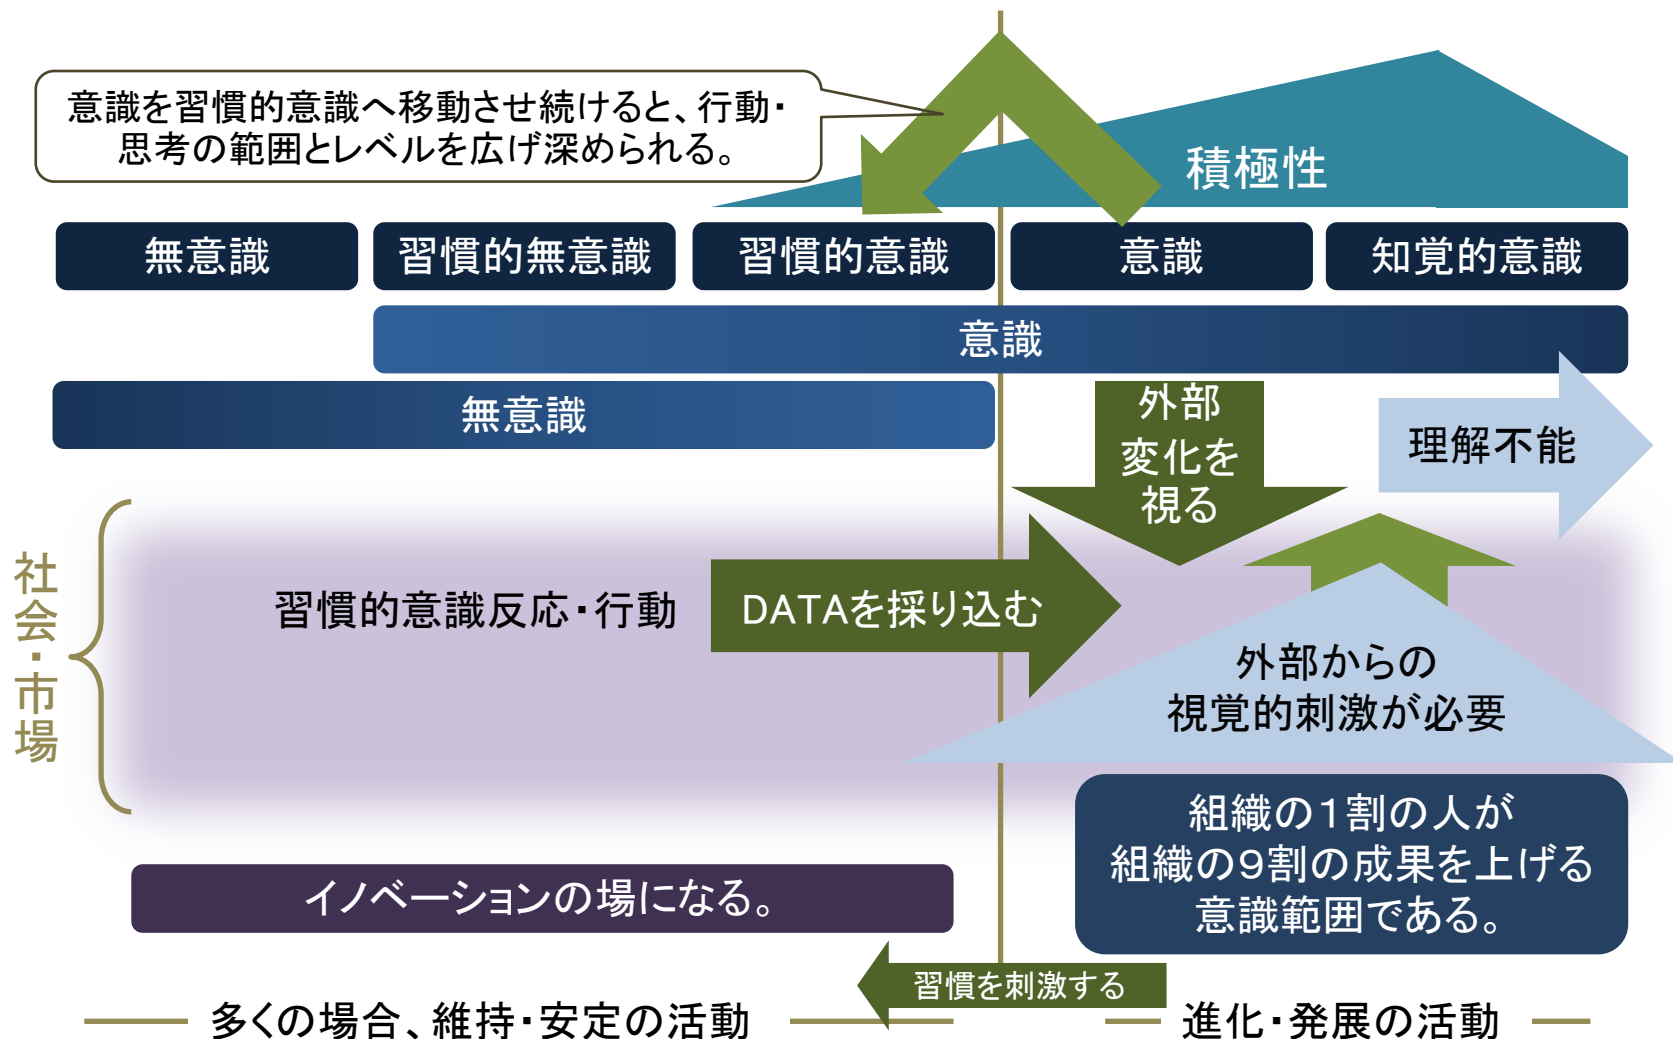 意識を習慣的意識へ移動させ続けると、行動・
思考の範囲とレベルを広げ深められる。
積極性
無意識
習慣的無意識
習慣的意識
意識
知覚的意識
意識
無意識
外部
変化を
視る
理解不能
社会・市場
習慣的意識反応・行動
DATAを採り込む
外部からの
視覚的刺激が必要
組織の１割の人が
組織の９割の成果を上げる
意識範囲である。
イノベーションの場になる。
習慣を刺激する
多くの場合、維持・安定の活動
進化・発展の活動